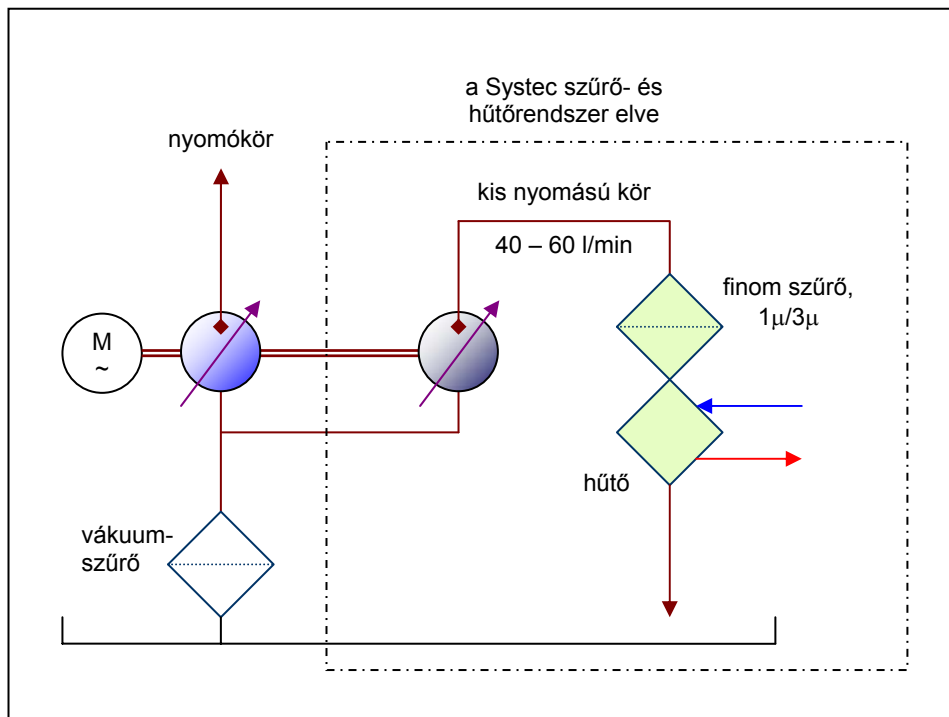 a Systec szűrő- és
hűtőrendszer elve
nyomókör
kis nyomású kör
40 – 60 l/min
finom szűrő,
1µ/3µ
M
~
hűtő
vákuum-
szűrő